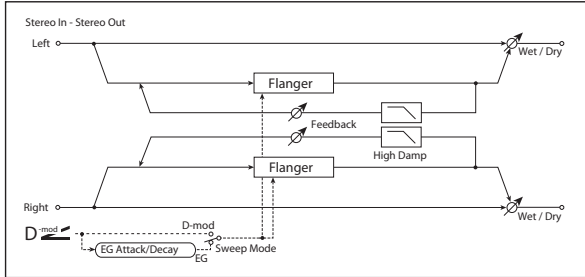 Stereo In - Stereo Out
Left
Wet / Dry
Flanger
Feedback
High Damp
Flanger
Right
Wet / Dry
D-mod
D-mod
EG Attack/Decay
EG
Sweep Mode